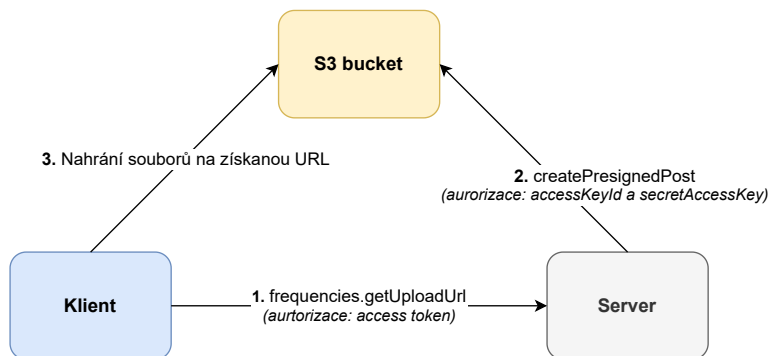 S3 bucket
3. Nahrání souborů na získanou URL
2. createPresignedPost
(aurorizace: accessKeyId a secretAccessKey)
Klient
1. frequencies.getUploadUrl
(aurtorizace: access token)
Server